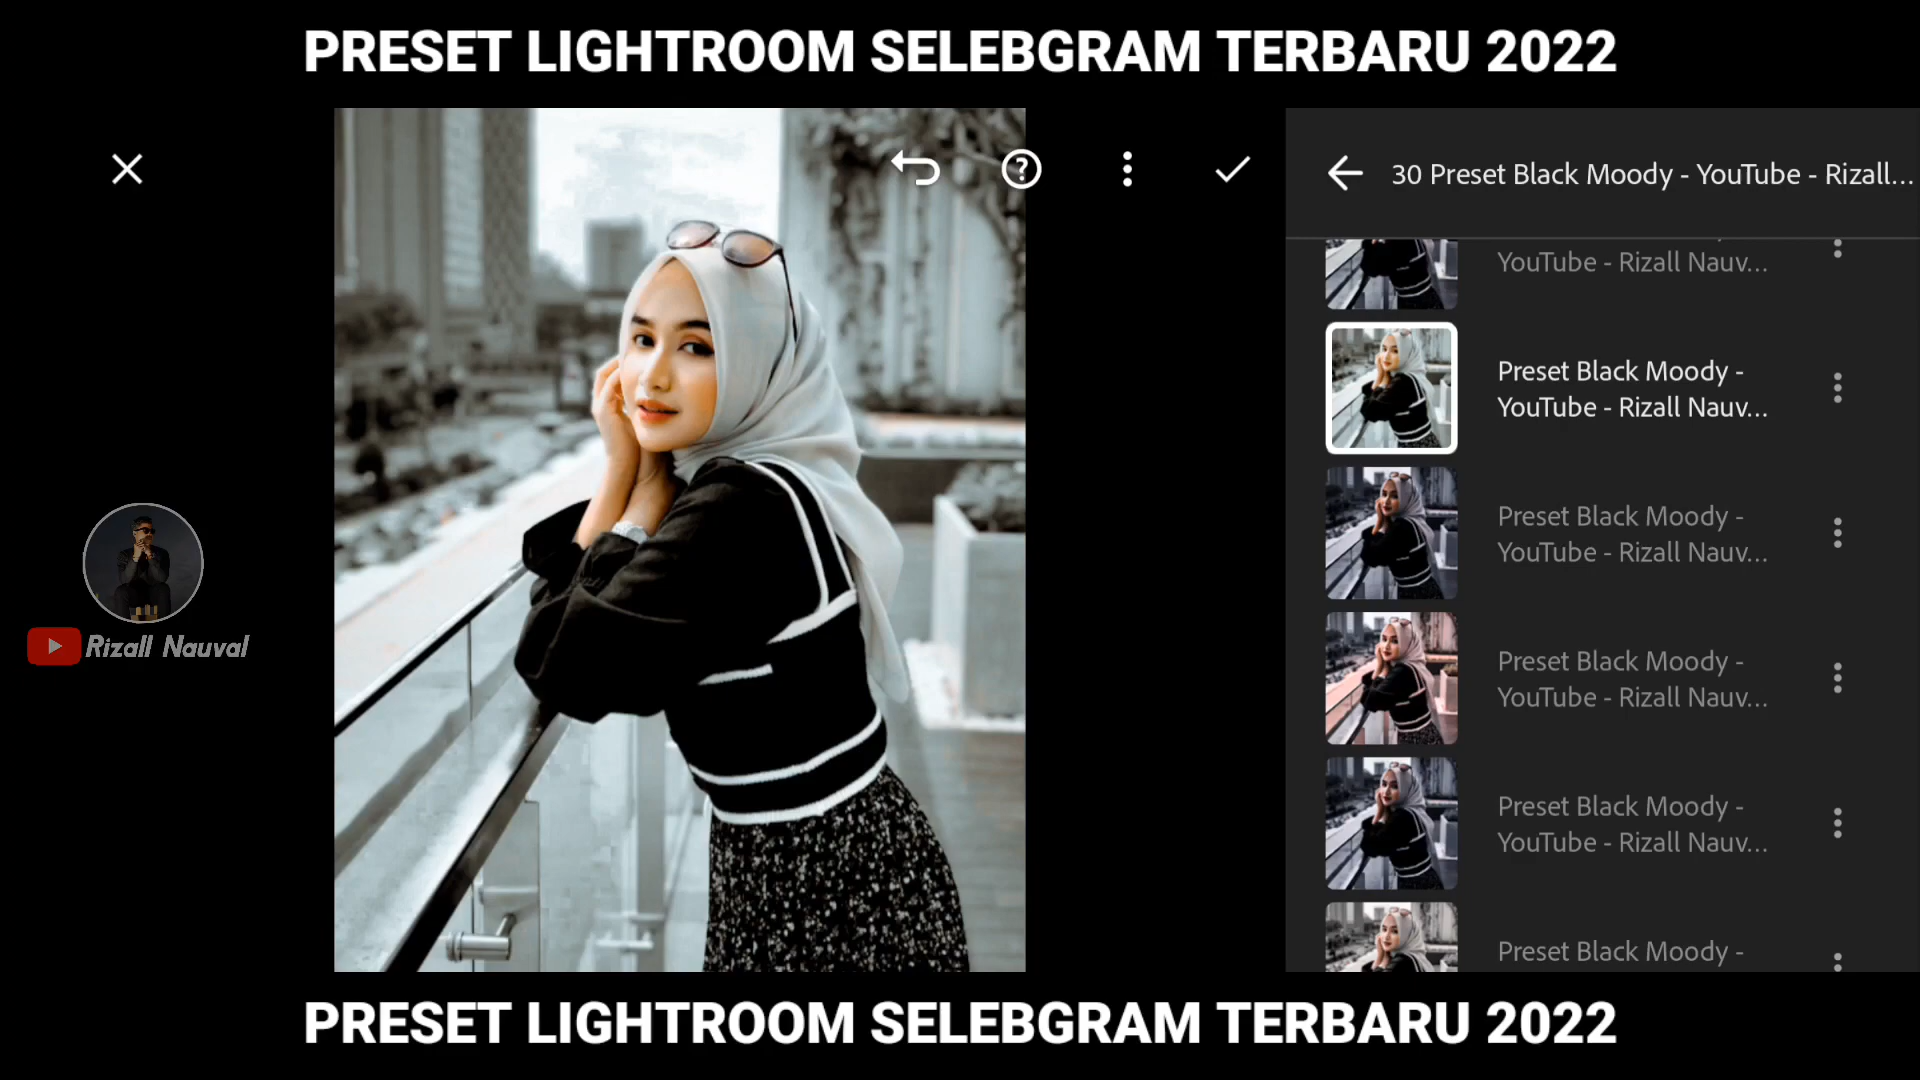 PRESET LIGHTROOM SELEBGRAM TERBARU 2022
30 Preset Black Moody - YouTube - Rizall...
YouTube - Rizall Nauv...
Preset Black Moody -
YouTube - Rizall Nauv...
Preset Black Moody -
YouTube - Rizall Nauv...
Rizall Nauval
Preset Black Moody -
YouTube - Rizall Nauv...
Preset Black Moody -
YouTube - Rizall Nauv...
Preset Black Moody -
PRESET LIGHTROOM SELEBGRAM TERBARU 2022